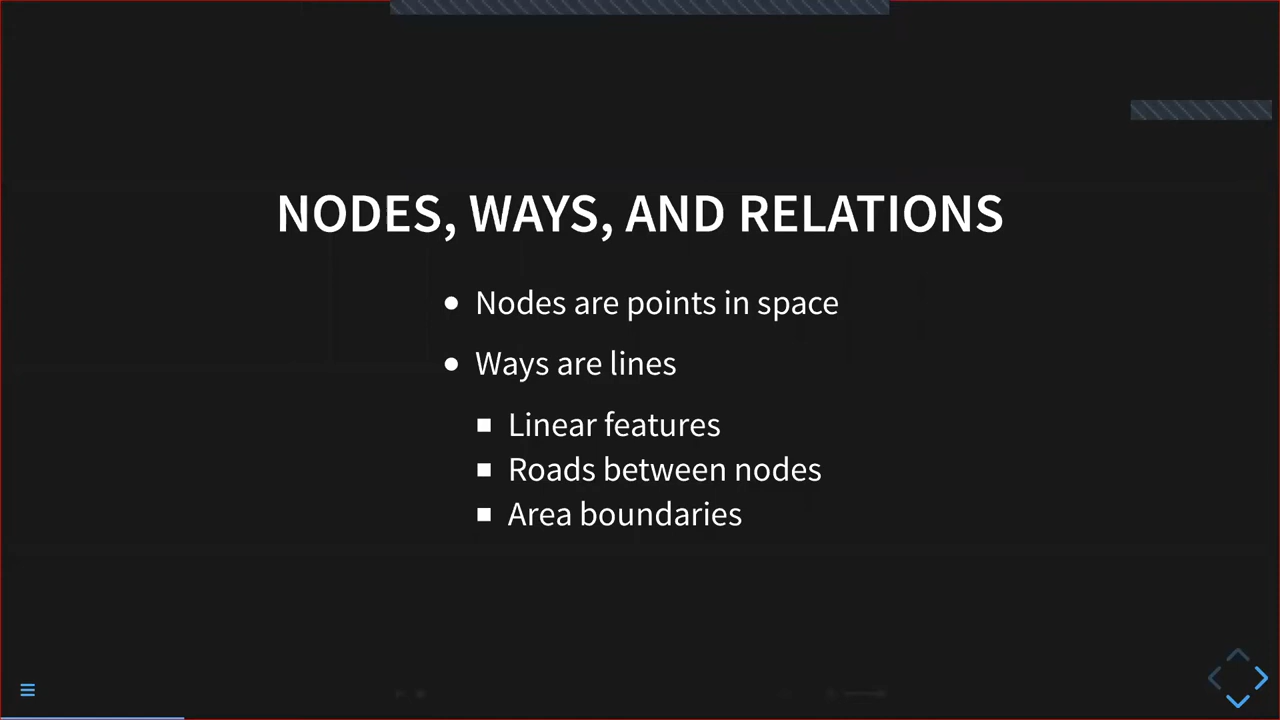 NODES, WAYS, AND RELATIONS
Nodes are points in space
Ways are lines
Linear features
Roads between nodes
Area boundaries